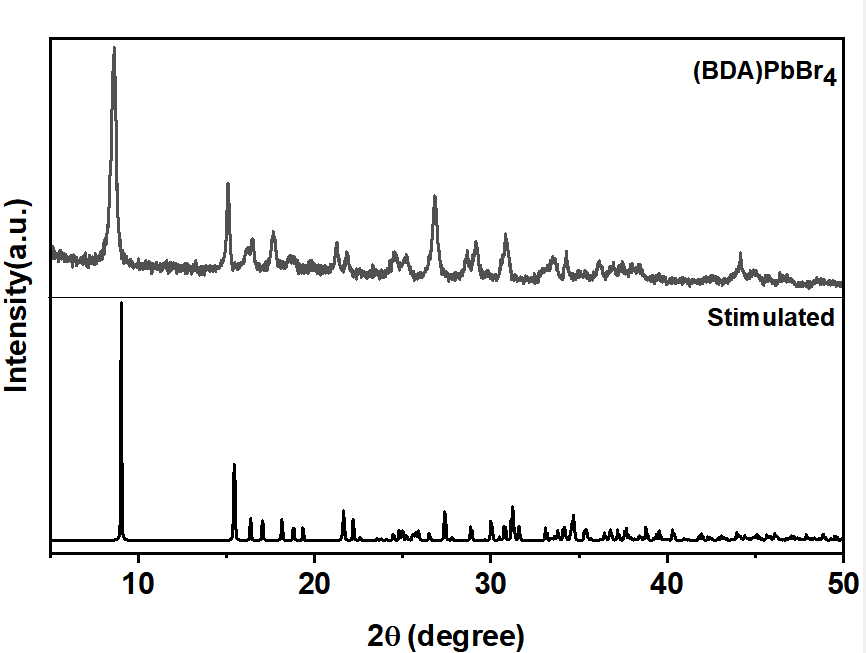 (BDA)PbBr4
Stimulated
Intensity(a.u.)
10 20 30 40 50
2θ (degree)